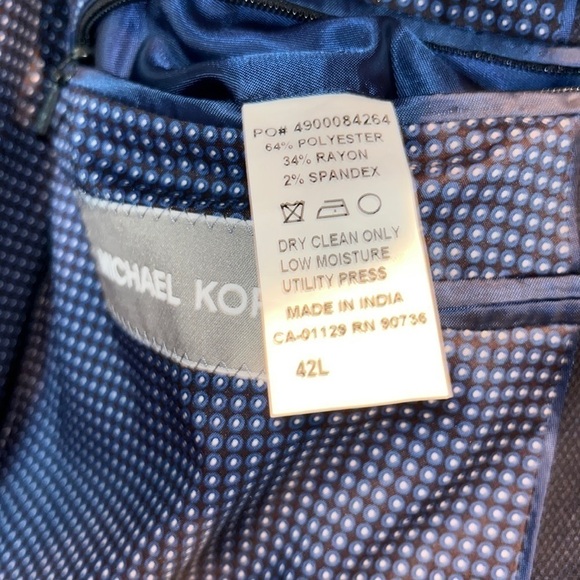 PO# 4900084264
64% POLYESTER
34% RAYON
2% SPANDEX
DRY CLEAN ONLY
LOW MOISTURE
UTILITY PRESS
MADE IN INDIA
CA-01129 RN 90736
42L
MICHAEL KOR